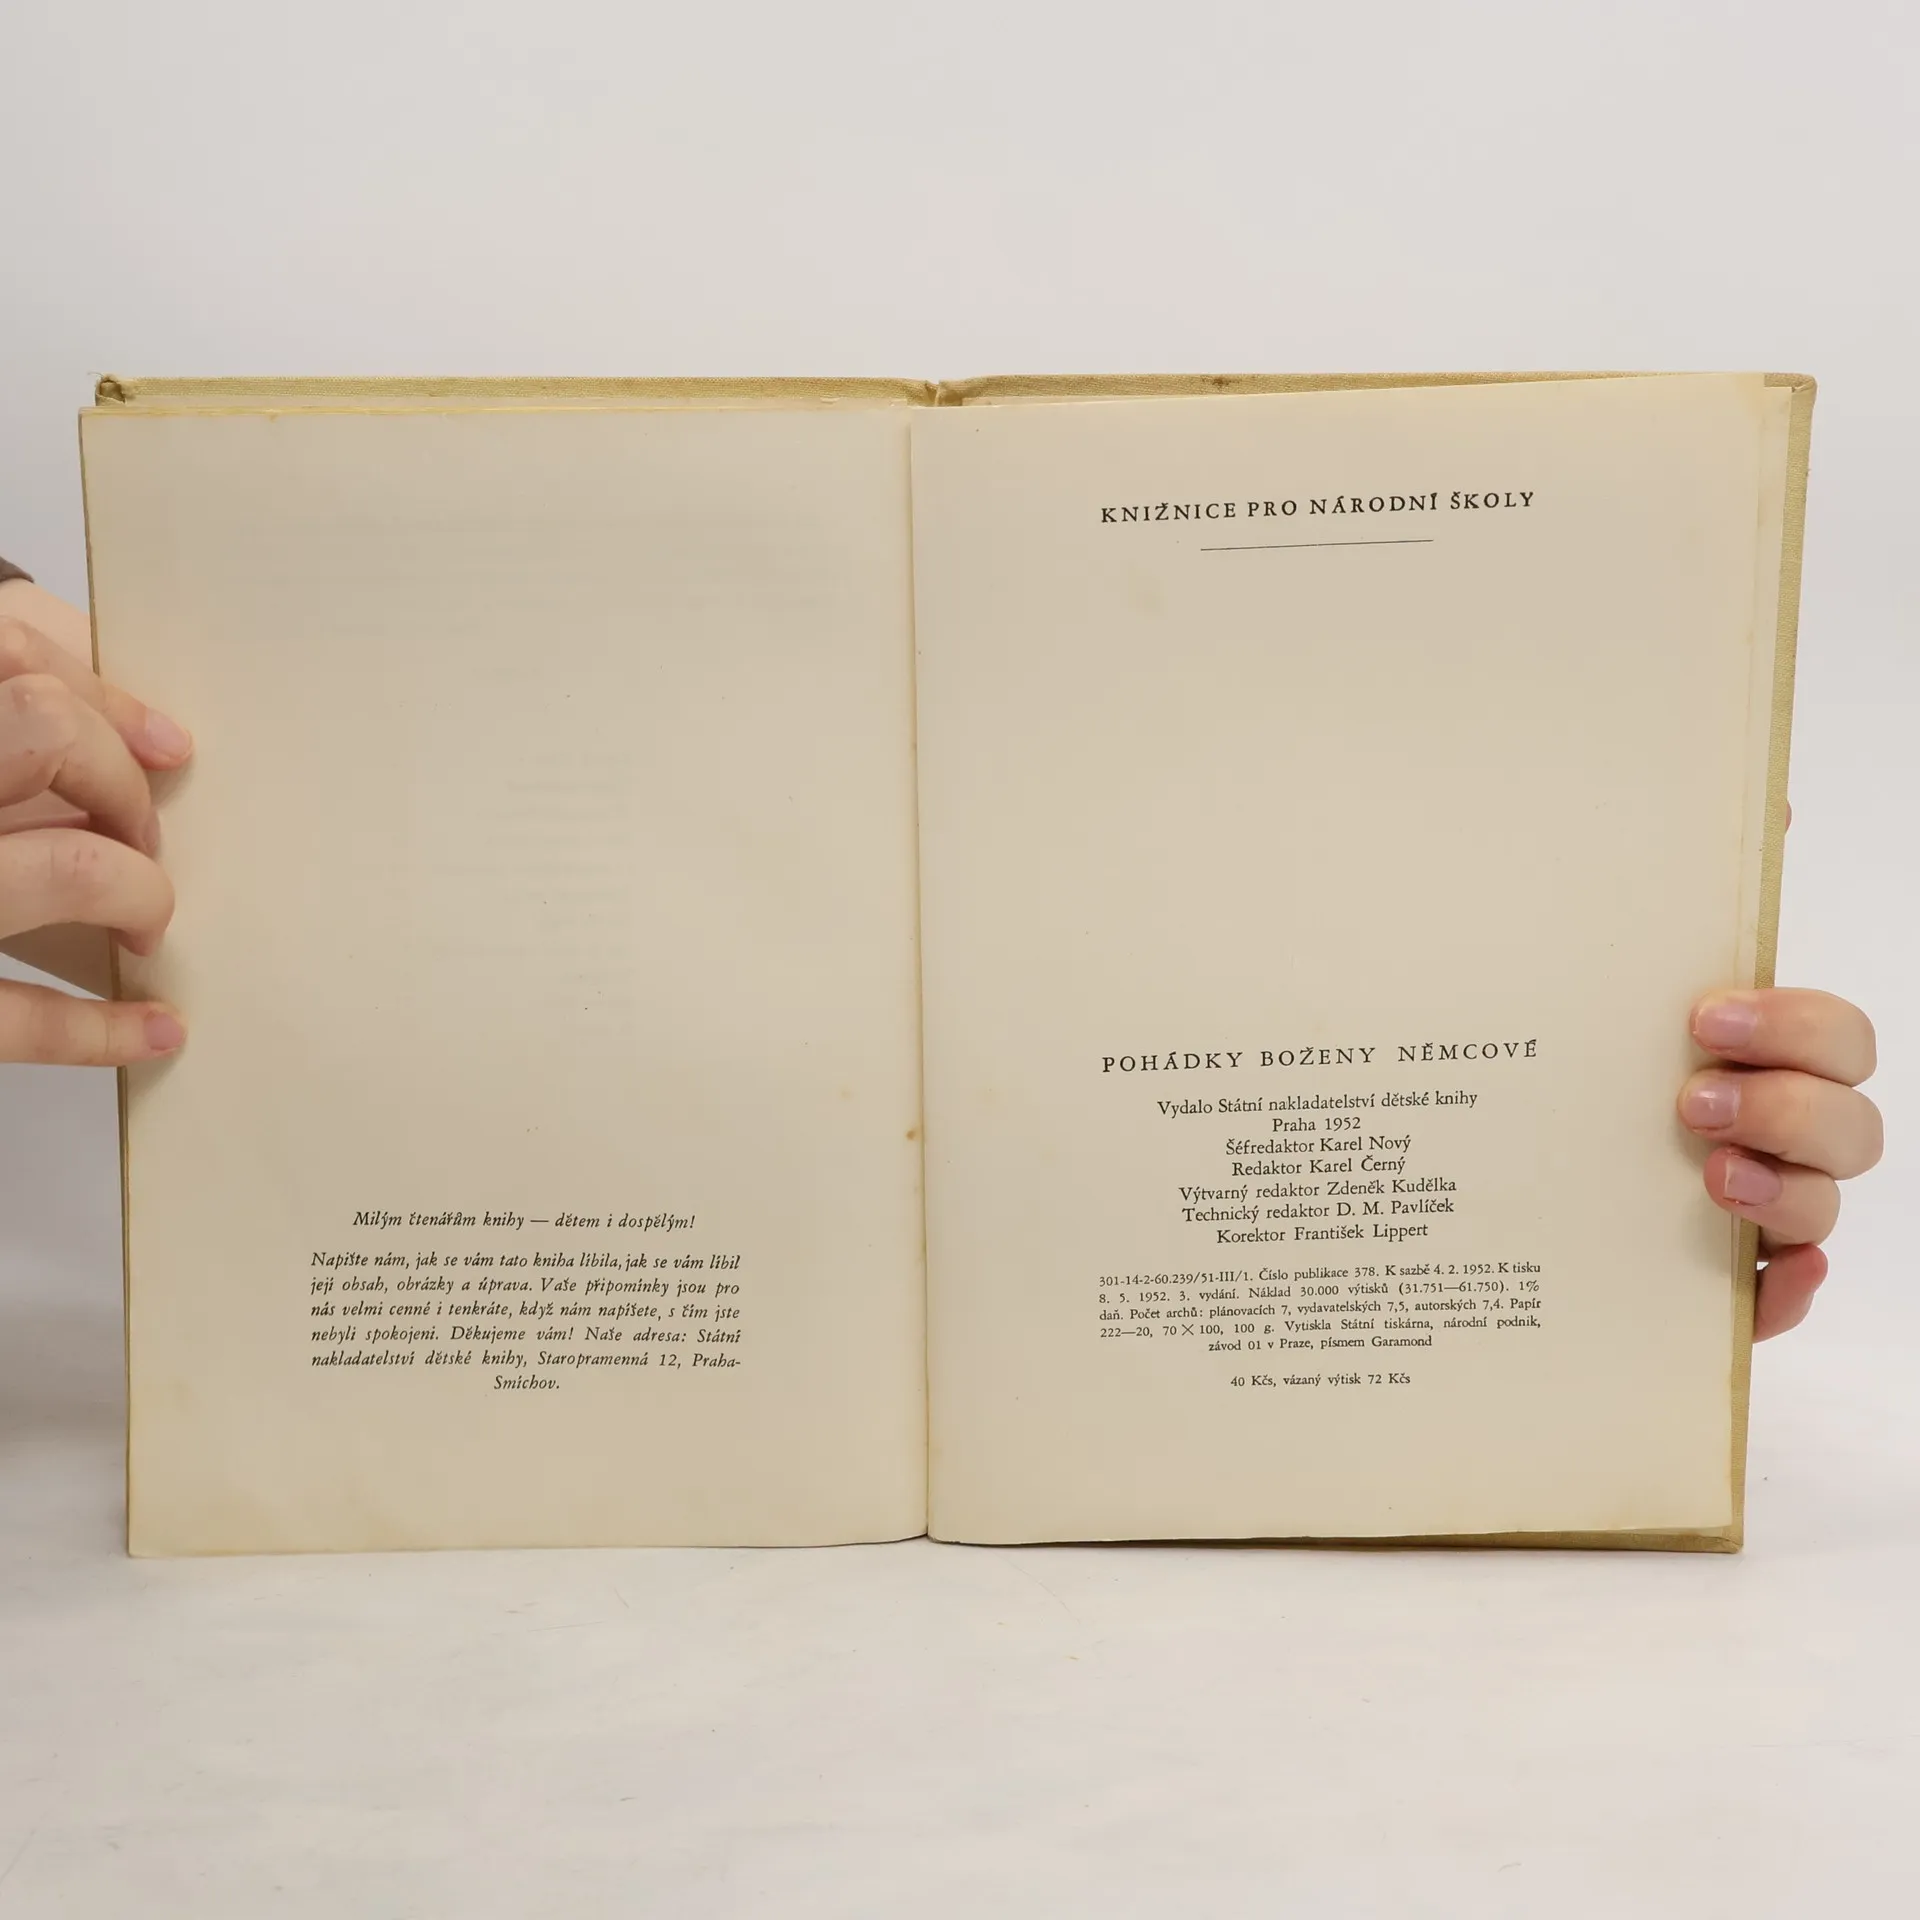 Milým čtenářům knihy — dětem i dospělým!
Napište nám, jak se vám tato kniha líbila, jak se vám líbil
její obsah, obrázky a úprava. Vaše připomínky jsou pro
nás velmi cenné i tenkráte, když nám napíšete, s čím jste
nebyli spokojeni. Děkujeme vám! Naše adresa: Státní
nakladatelství dětské knihy, Staropramenná 12, Praha-
Smíchov.
KNIŽNICE PRO NÁRODNÍ ŠKOLY
POHÁDKY BOŽENY NĚMCOVÉ
Vydalo Státní nakladatelství dětské knihy
Praha 1952
Šéfredaktor Karel Nový
Redaktor Karel Černý
Výtvarný redaktor Zdeněk Kudělka
Technický redaktor D. M. Pavlíček
Korektor František Lippert
301-14-2-60.239/51-III/1. Číslo publikace 378. K sazbě 4. 2. 1952. K tisku
8. 5. 1952. 3. vydání. Náklad 30.000 výtisků (31.751—61.750). 1%
daň. Počet archů: plánovacích 7, vydavatelských 7,5, autorských 7,4. Papír
222—20, 70 × 100, 100 g. Vytiskla Státní tiskárna, národní podnik,
závod 01 v Praze, písmem Garamond
40 Kčs, vázaný výtisk 72 Kčs